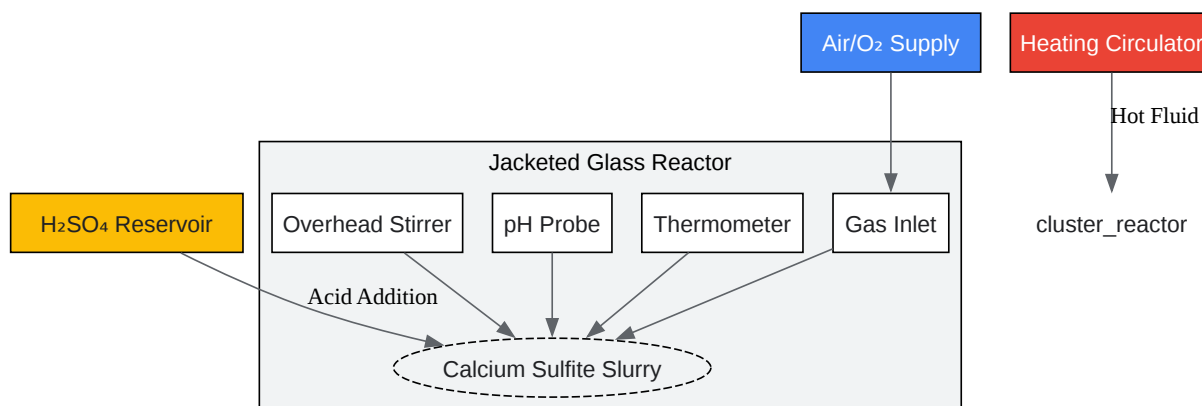 Air/O₂ Supply
Heating Circulator
Hot Fluid
Jacketed Glass Reactor
H₂SO₄ Reservoir
Overhead Stirrer
pH Probe
Thermometer
Gas Inlet
cluster_reactor
Acid Addition
Calcium Sulfite Slurry